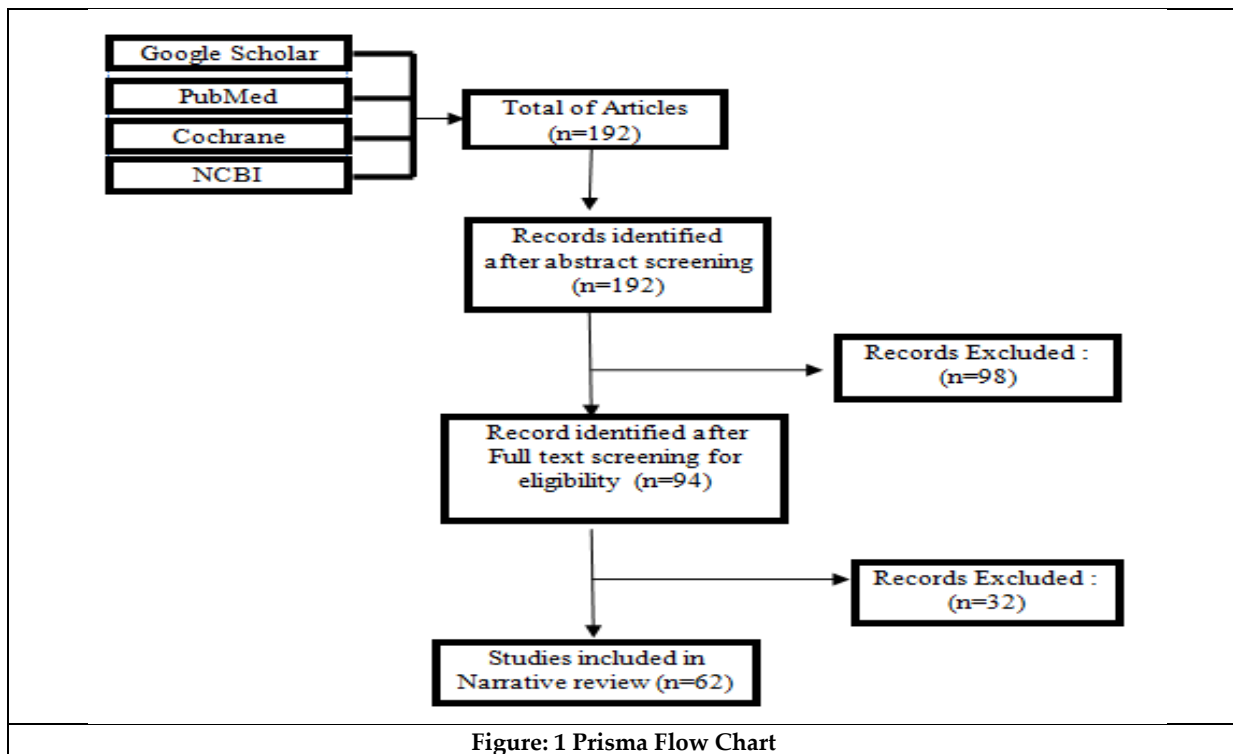 Google Scholar
PubMed
Cochrane
NCBI
Total of Articles
(n=192)
Records identified
after abstract screening
(n=192)
Records Excluded :
(n=98)
Record identified after
Full text screening for
eligibility (n=94)
Records Excluded :
(n=32)
Studies included in
Narrative review (n=62)
Figure: 1 Prisma Flow Chart